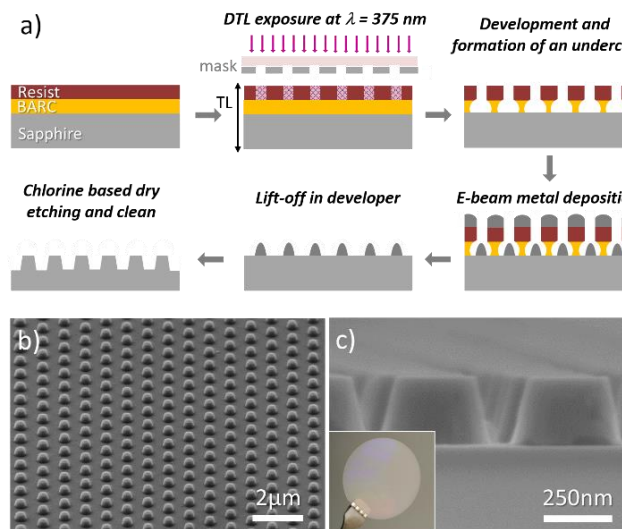 a)
DTL exposure at λ = 375 nm
mask
Resist
BARC
Sapphire
TL
Development and
formation of an underc
Chlorine based dry
etching and clean
Lift-off in developer
E-beam metal depositio
b)
2μm
c)
250nm